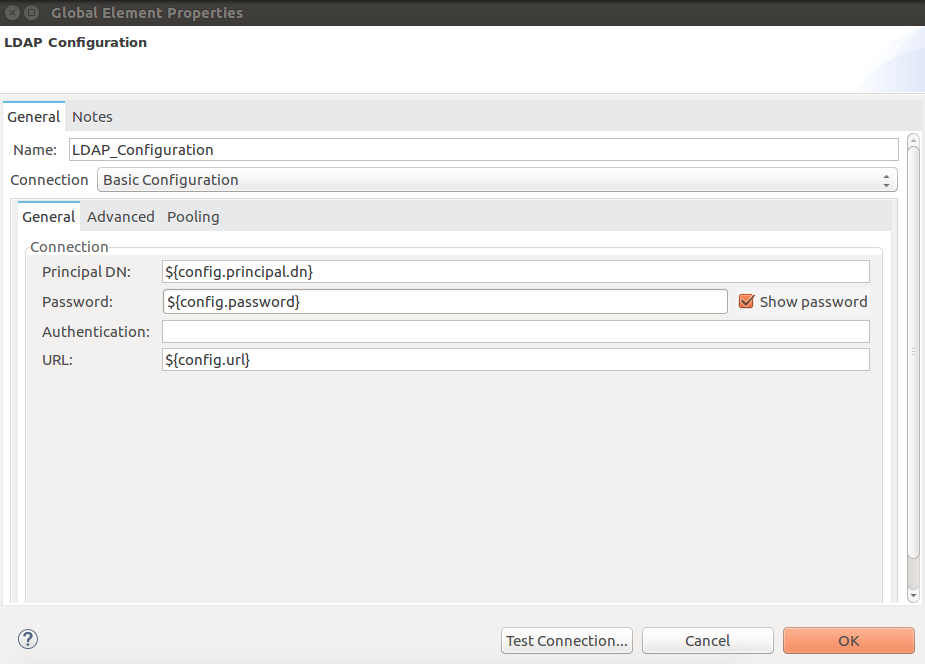 Global Element Properties
LDAP Configuration
General Notes
Name: LDAP_Configuration
Connection Basic Configuration
General Advanced Pooling
Connection
Principal DN: ${config.principal.dn}
Password: ${config.password} Show password
Authentication:
URL: ${config.url}
? Test Connection... Cancel OK